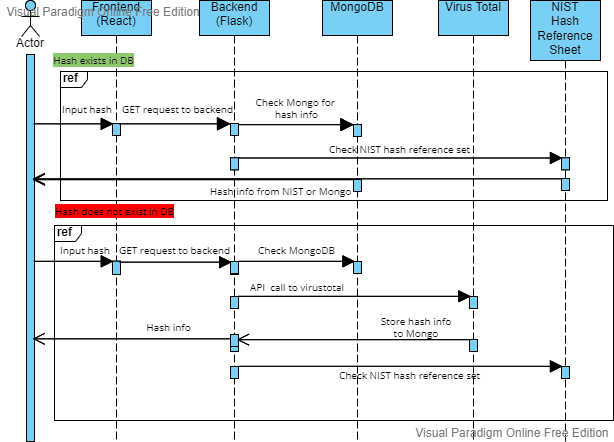 Visual Paradigm Online Free Edition
Actor
Frontend
(React)
Backend
(Flask)
MongoDB
Virus Total
NIST
Hash
Reference
Sheet
Hash exists in DB
ref
Input hash
GET request to backend
Check Mongo for
hash info
Check NIST hash reference set
Hash info from NIST or Mongo
Hash does not exist in DB
ref
Input hash
GET request to backend
Check MongoDB
API call to virustotal
Store hash info
to Mongo
Hash info
Check NIST hash reference set
Visual Paradigm Online Free Edition